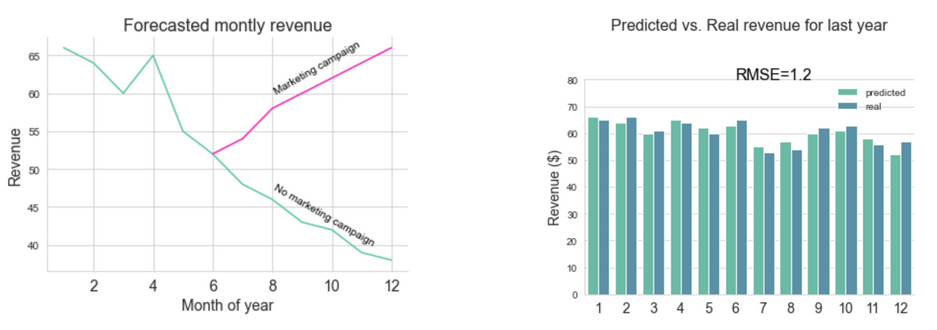 Forecasted montly revenue
Revenue
65
60
55
50
45
40
Marketing campaign
No marketing campaign
2 4 6 8 10 12
Month of year
Predicted vs. Real revenue for last year
RMSE=1.2
predicted
real
Revenue ($)
80
70
60
50
40
30
20
10
0
1 2 3 4 5 6 7 8 9 10 11 12